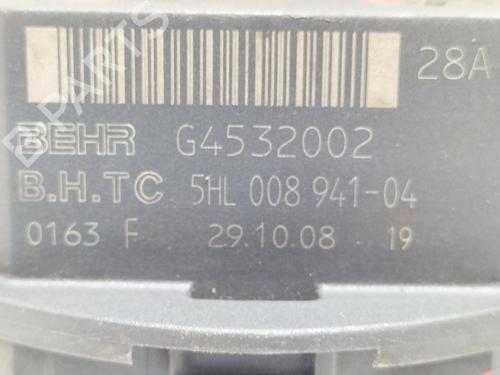 28A
BEHR G4532002
B.H.TC 5HL 008 941-04
0163 F 29.10.08 19